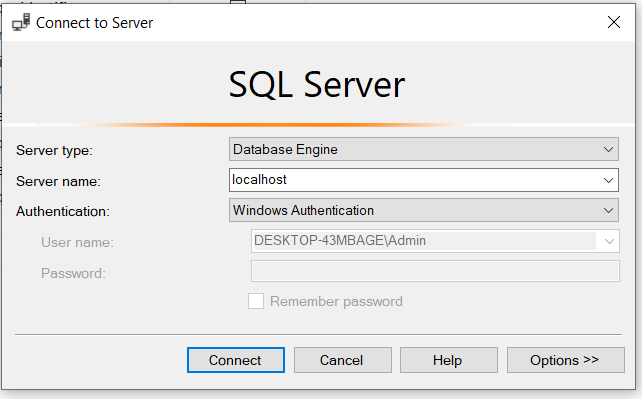 Connect to Server
SQL Server
Server type: Database Engine
Server name: localhost
Authentication: Windows Authentication
User name: DESKTOP-43MBAGE\Admin
Password:
Remember password
Connect Cancel Help Options >>